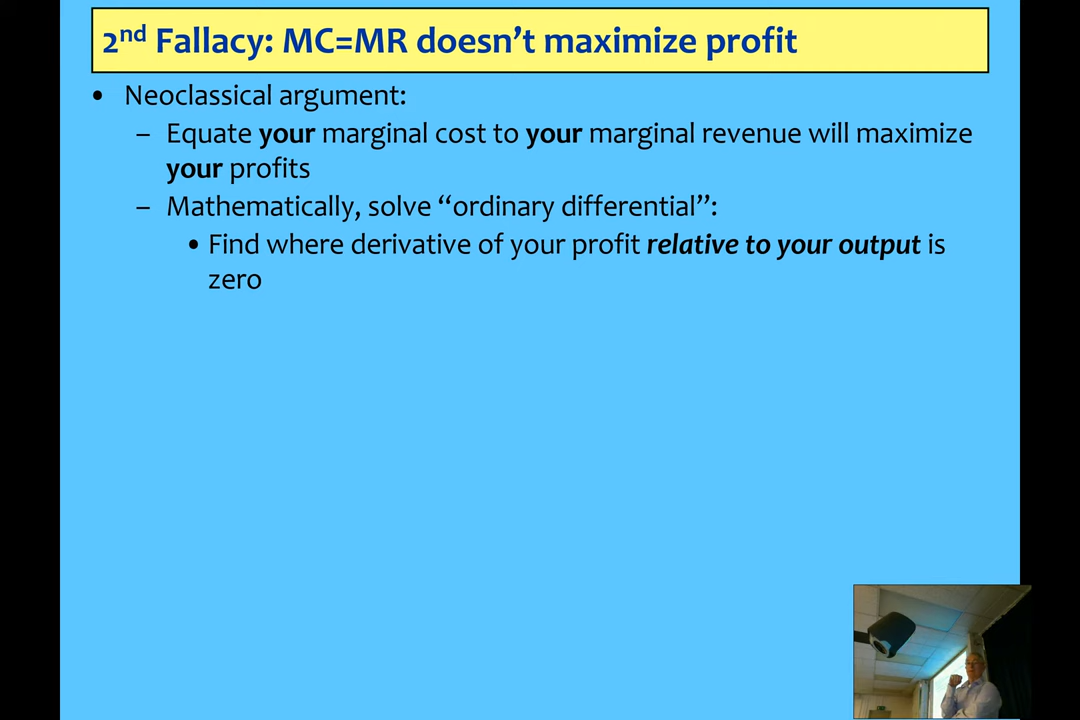 2nd Fallacy: MC=MR doesn’t maximize profit
• Neoclassical argument:
– Equate your marginal cost to your marginal revenue will maximize
your profits
– Mathematically, solve “ordinary differential”:
• Find where derivative of your profit relative to your output is
zero